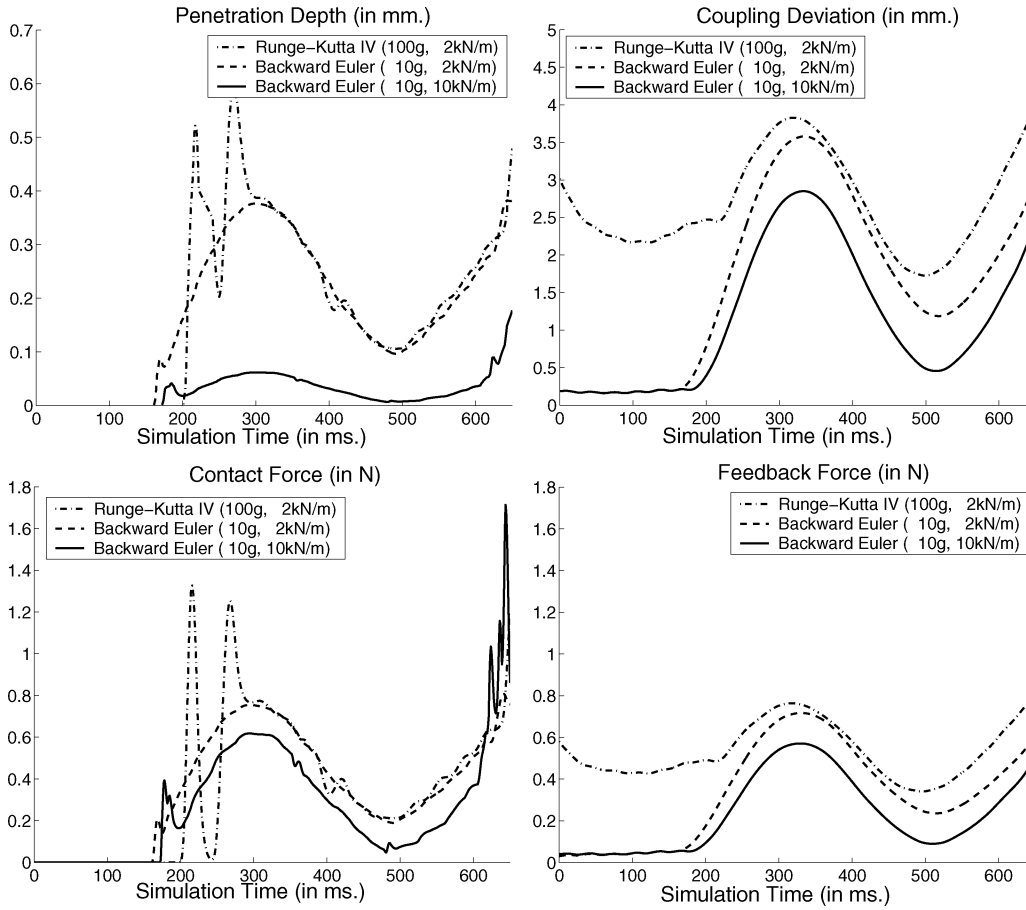 Penetration Depth (in mm.)
0.7
0.6
0.5
0.4
0.3
0.2
0.1
0
Runge-Kutta IV (100g, 2kN/m)
Backward Euler ( 10g, 2kN/m)
Backward Euler ( 10g, 10kN/m)
0 100 200 300 400 500 600
Simulation Time (in ms.)
Coupling Deviation (in mm.)
5
4.5
4
3.5
3
2.5
2
1.5
1
0.5
0
Runge-Kutta IV (100g, 2kN/m)
Backward Euler ( 10g, 2kN/m)
Backward Euler ( 10g, 10kN/m)
0 100 200 300 400 500 600
Simulation Time (in ms.)
Contact Force (in N)
1.8
1.6
1.4
1.2
1
0.8
0.6
0.4
0.2
0
Runge-Kutta IV (100g, 2kN/m)
Backward Euler ( 10g, 2kN/m)
Backward Euler ( 10g, 10kN/m)
0 100 200 300 400 500 600
Simulation Time (in ms.)
Feedback Force (in N)
1.8
1.6
1.4
1.2
1
0.8
0.6
0.4
0.2
0
Runge-Kutta IV (100g, 2kN/m)
Backward Euler ( 10g, 2kN/m)
Backward Euler ( 10g, 10kN/m)
0 100 200 300 400 500 600
Simulation Time (in ms.)